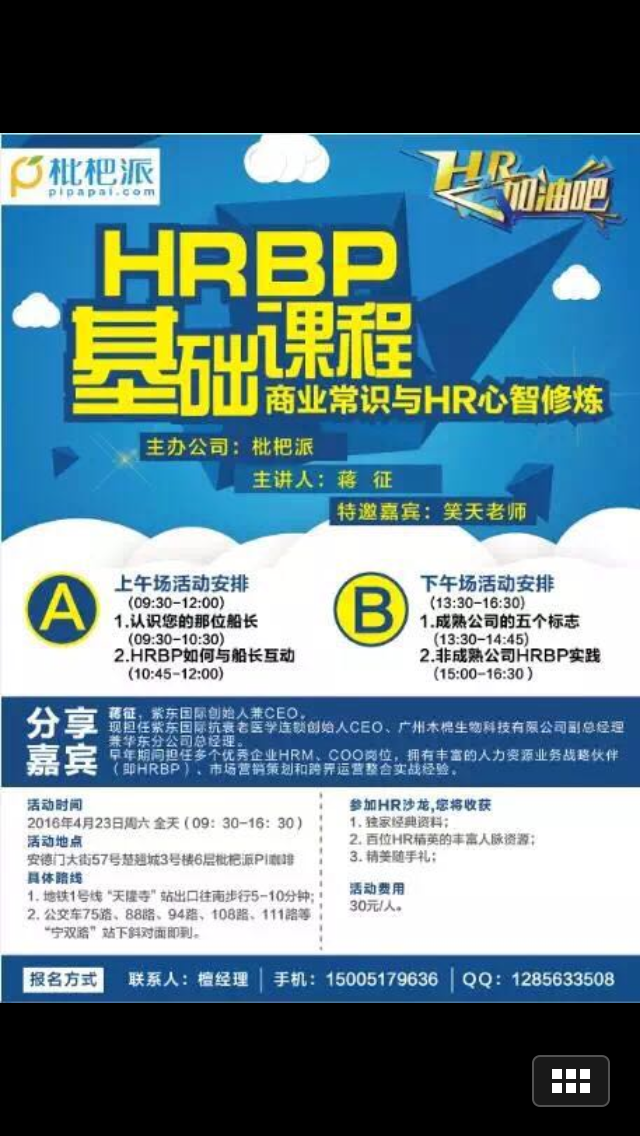 枇杷派
pipapai.com
HR加油吧
HRBP
基础课程
商业常识与HR心智修炼
主办公司：枇杷派
主讲人：蒋 征
特邀嘉宾：笑天老师
A
上午场活动安排
(09:30-12:00)
1.认识您的那位船长
(09:30-10:30)
2.HRBP如何与船长互动
(10:45-12:00)
B
下午场活动安排
(13:30-16:30)
1.成熟公司的五个标志
(13:30-14:45)
2.非成熟公司HRBP实践
(15:00-16:30 )
分享
嘉宾
蒋征、紫东国际创始人兼CEO。
现担任紫东国际抗衰老医学连锁创始人CEO、广州木棉生物科技有限公司副总经理
兼华东分公司总经理。
早年期间担任多个优秀企业HRM、COO岗位，拥有丰富的人力资源业务战略伙伴
（即HRBP）、市场营销策划和跨界运营整合实战经验。
活动时间
2016年4月23日周六 全天（09：30-16：30）
活动地点
安德门大街57号楚翘城3号楼6层枇杷派PI咖啡
具体路线
1. 地铁1号线“天隆寺”站出口往南步行5-10分钟;
2. 公交车75路、88路、94路、108路、111路等
“宁双路”站下斜对面即到。
参加HR沙龙,您将收获
1. 独家经典资料；
2. 百位HR精英的丰富人脉资源；
3. 精美随手礼；
活动费用
30元/人。
报名方式
联系人：檀经理 | 手机：15005179636 | QQ：1285633508